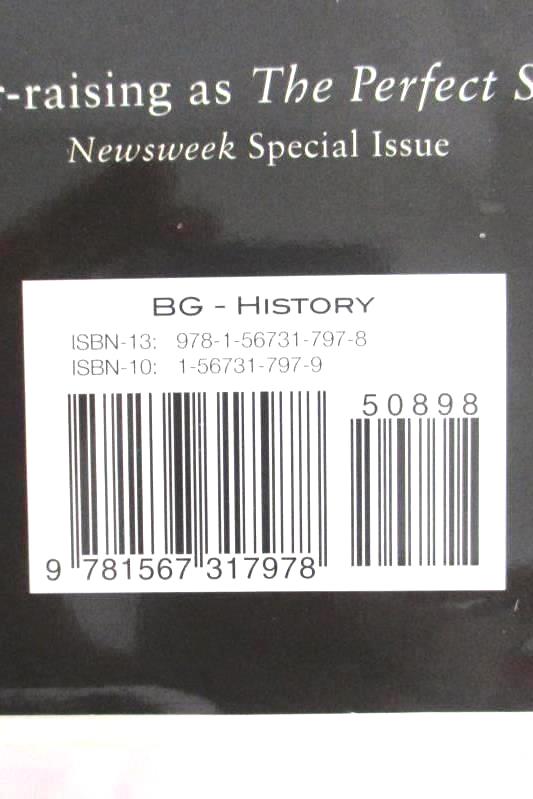 -raising as The Perfect
Newsweek Special Issue
BG - HISTORY
ISBN-13: 978-1-56731-797-8
ISBN-10: 1-56731-797-9
50898
9 781567 317978